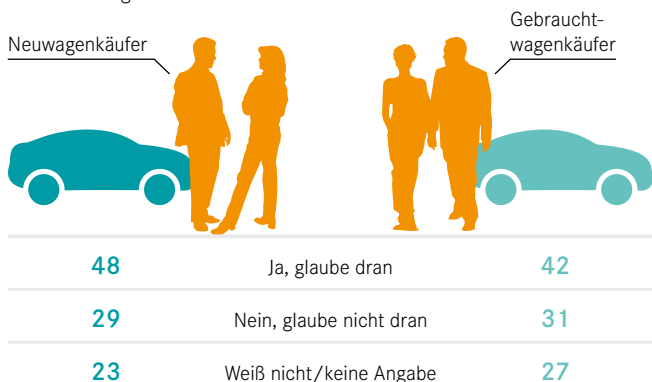 Neuwagenkäufer
Gebraucht-
wagenkäufer
48 Ja, glaube dran 42
29 Nein, glaube nicht dran 31
23 Weiß nicht/keine Angabe 27